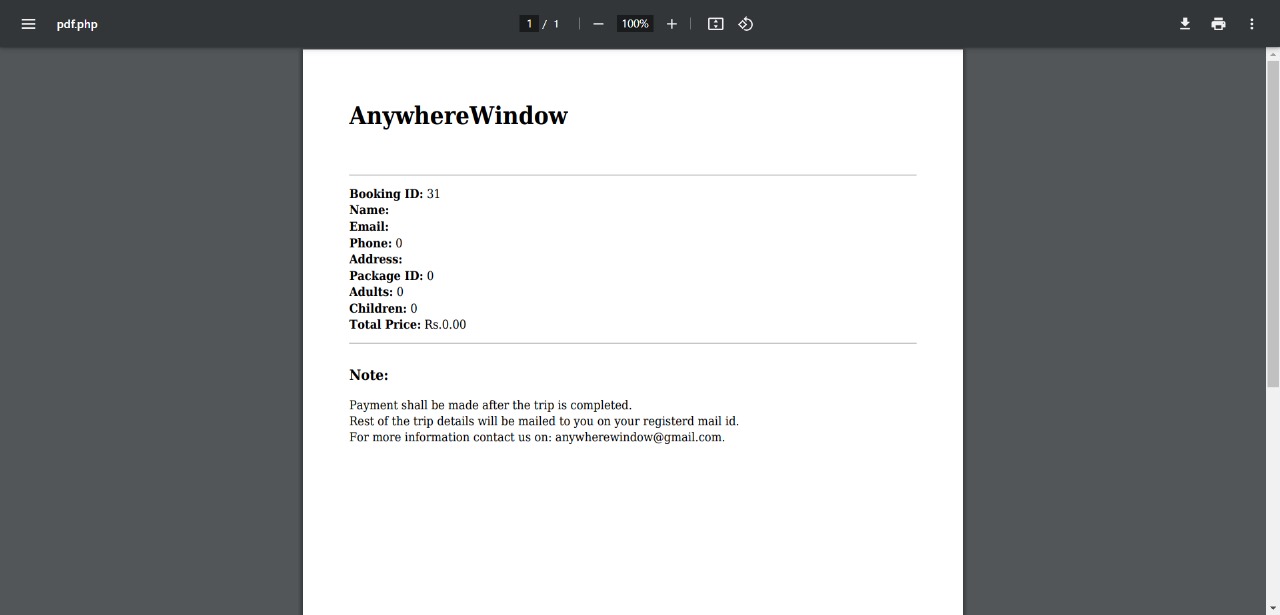 pdf.php
1 / 1
100%
AnywhereWindow
Booking ID: 31
Name:
Email:
Phone: 0
Address:
Package ID: 0
Adults: 0
Children: 0
Total Price: Rs.0.00
Note:
Payment shall be made after the trip is completed.
Rest of the trip details will be mailed to you on your registerd mail id.
For more information contact us on: anywherewindow@gmail.com.